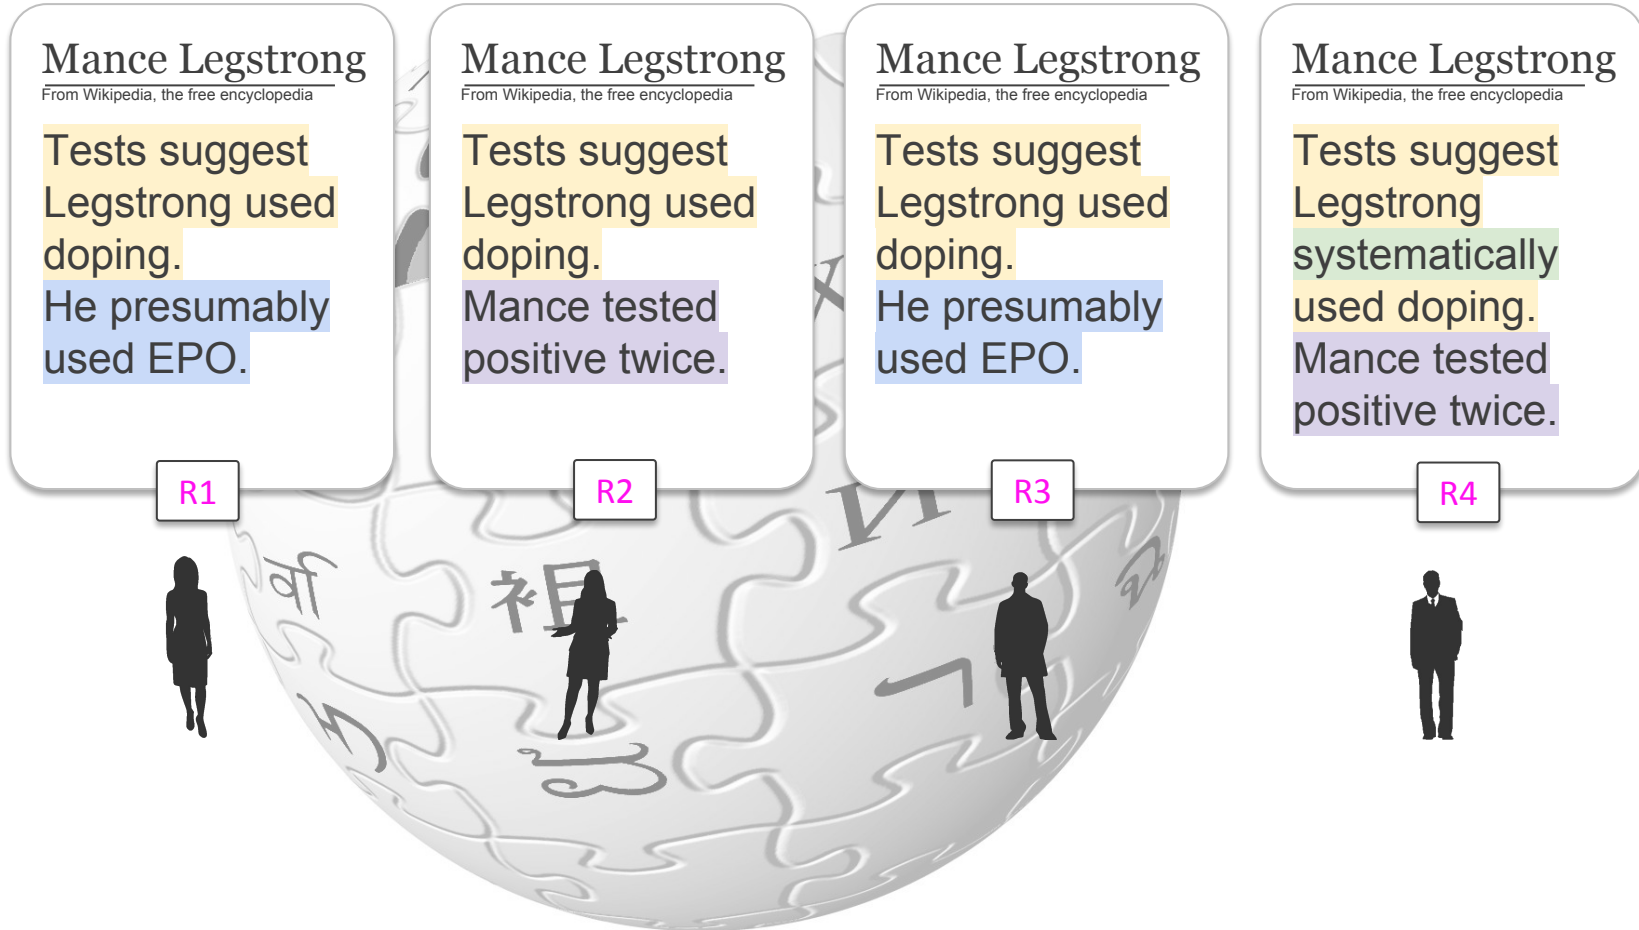 Mance Legstrong
From Wikipedia, the free encyclopedia
Tests suggest
Legstrong used
doping.
He presumably
used EPO.
R1
Mance Legstrong
From Wikipedia, the free encyclopedia
Tests suggest
Legstrong used
doping.
Mance tested
positive twice.
R2
Mance Legstrong
From Wikipedia, the free encyclopedia
Tests suggest
Legstrong used
doping.
He presumably
used EPO.
R3
Mance Legstrong
From Wikipedia, the free encyclopedia
Tests suggest
Legstrong
systematically
used doping.
Mance tested
positive twice.
R4
र्वा
祖
И